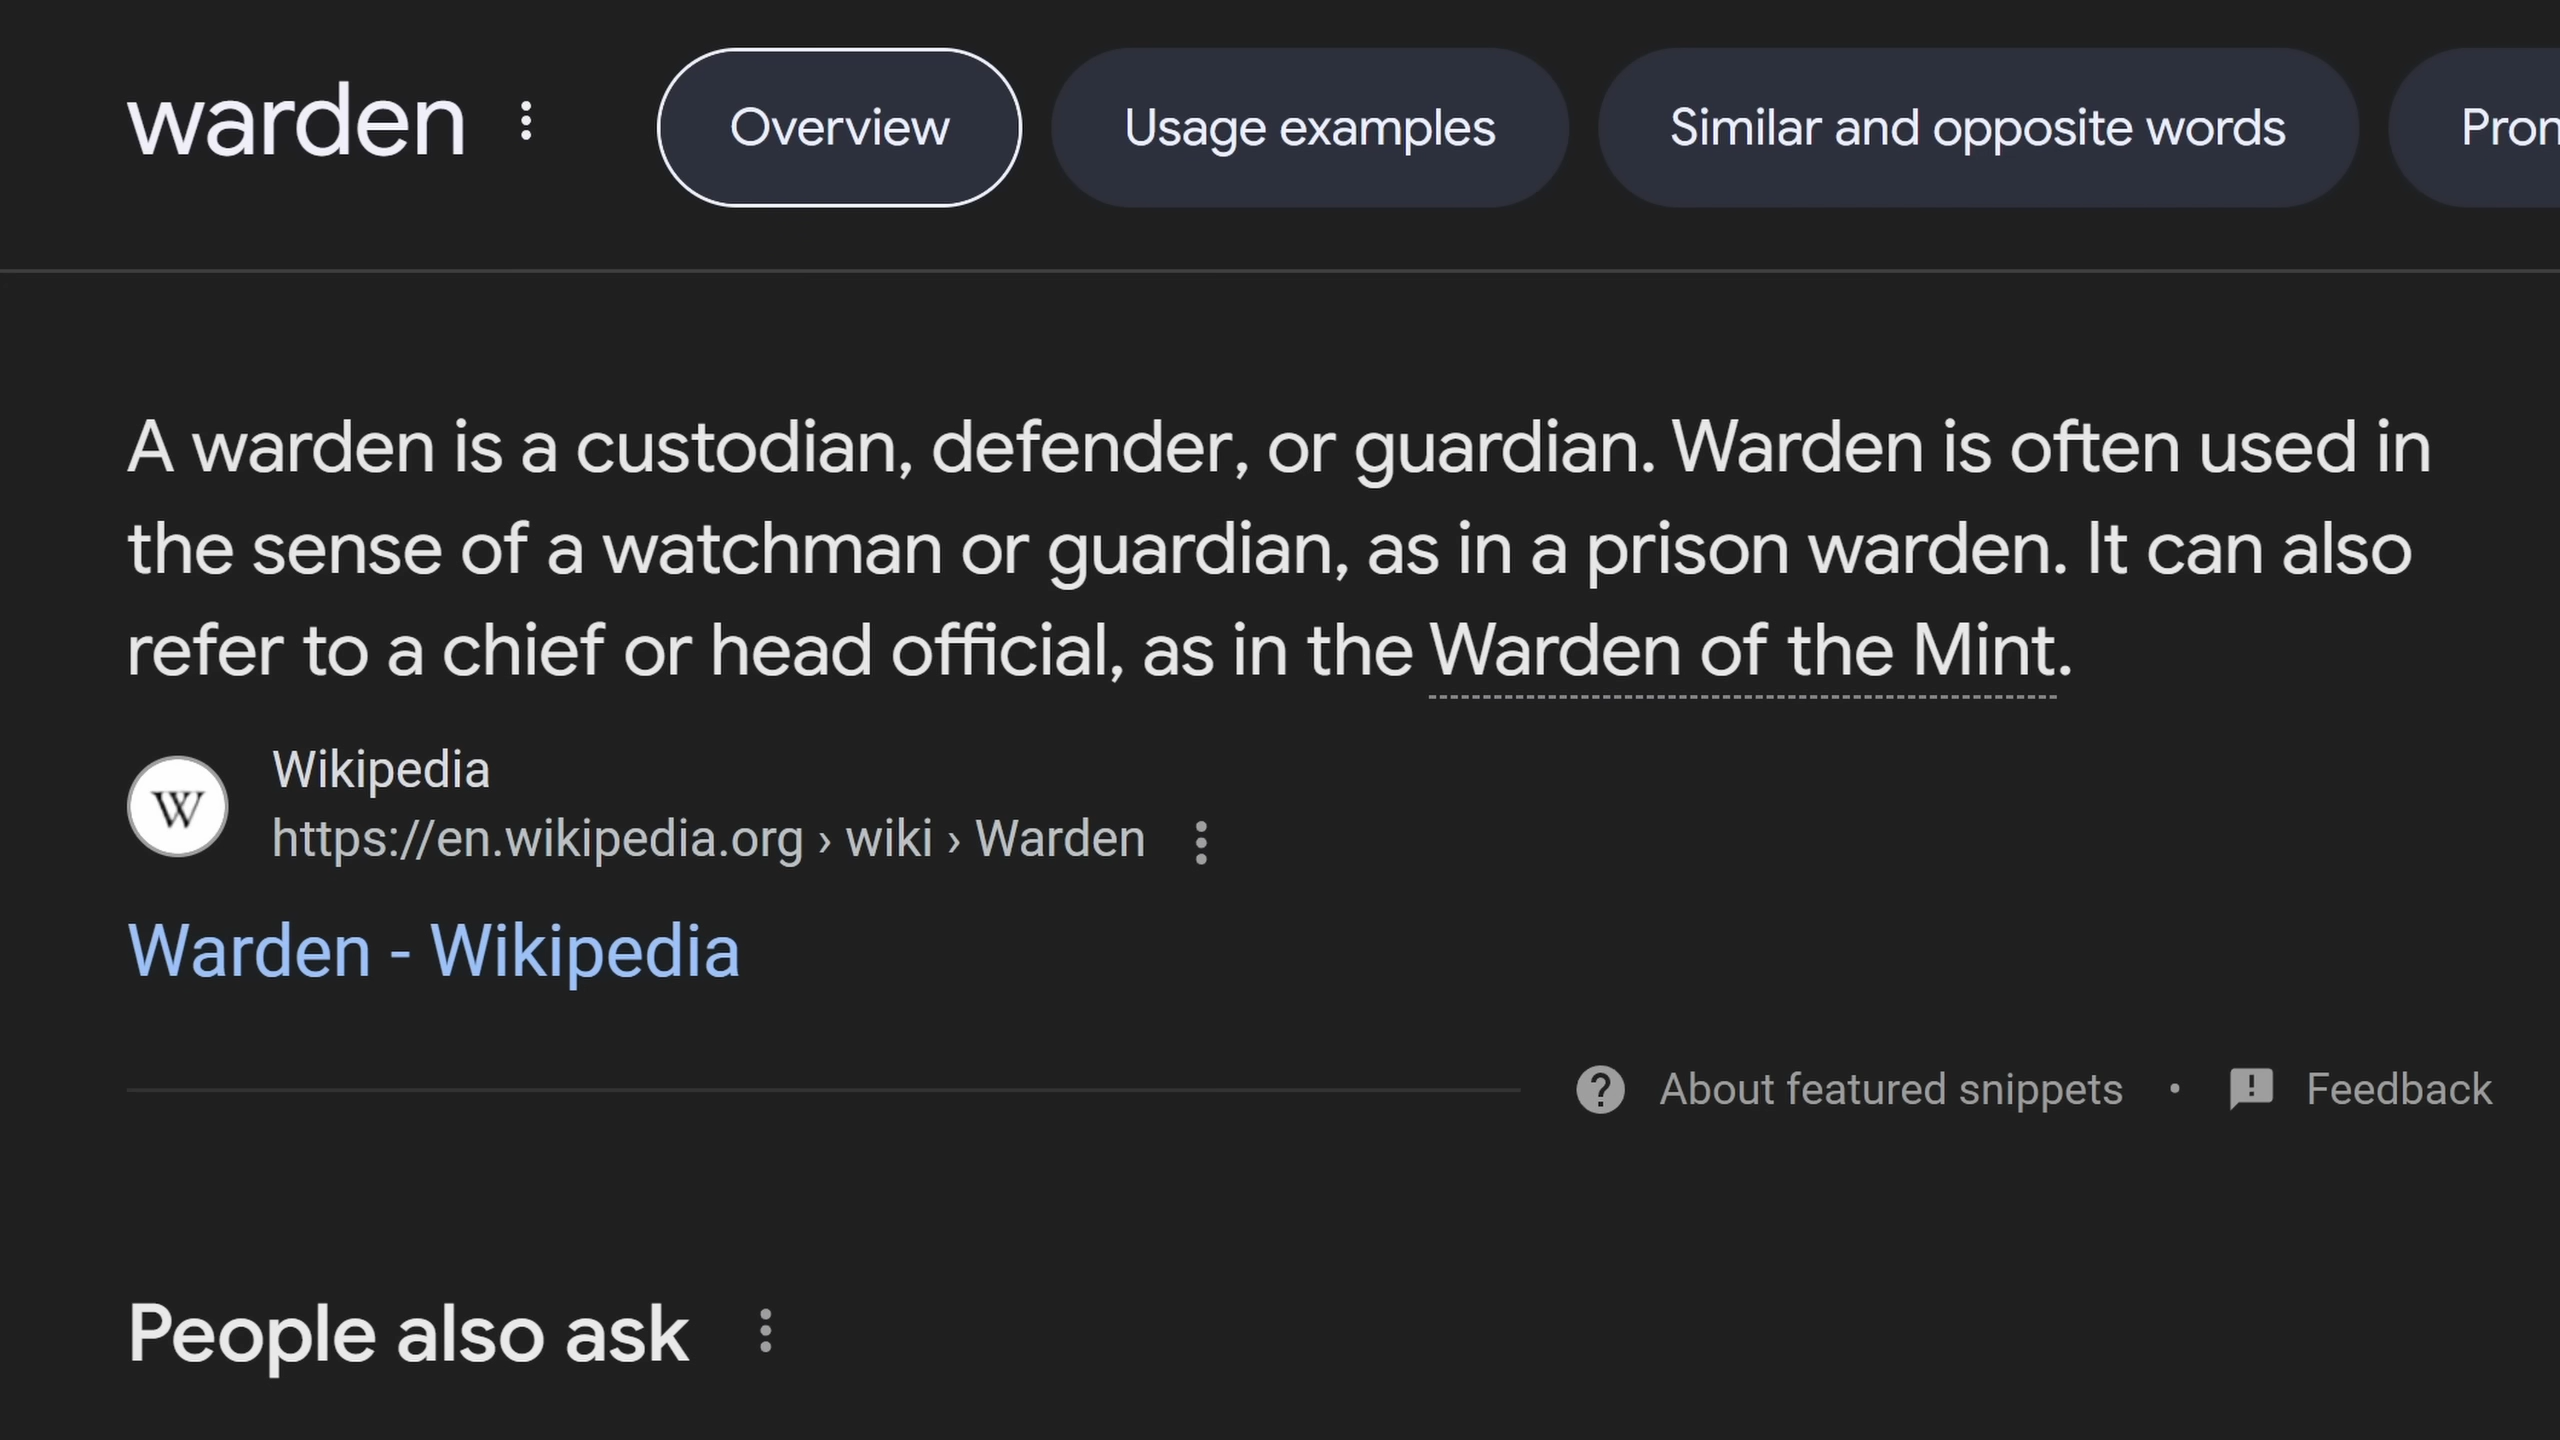 warden
Overview
Usage examples
Similar and opposite words
Pron
A warden is a custodian, defender, or guardian. Warden is often used in
the sense of a watchman or guardian, as in a prison warden. It can also
refer to a chief or head official, as in the Warden of the Mint.
W
Wikipedia
https://en.wikipedia.org › wiki › Warden
Warden - Wikipedia
About featured snippets • Feedback
People also ask